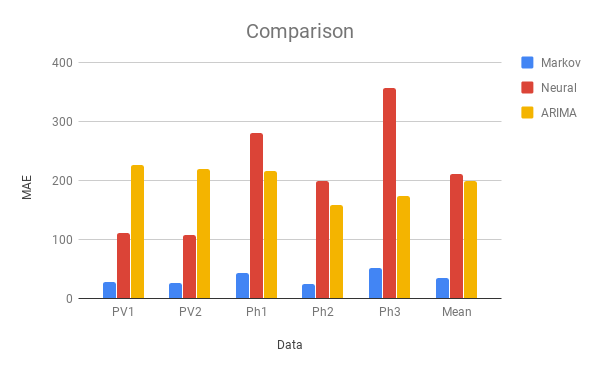 Comparison
400
300
200
100
0
MAE
PV1
PV2
Ph1
Ph2
Ph3
Mean
Data
Markov
Neural
ARIMA